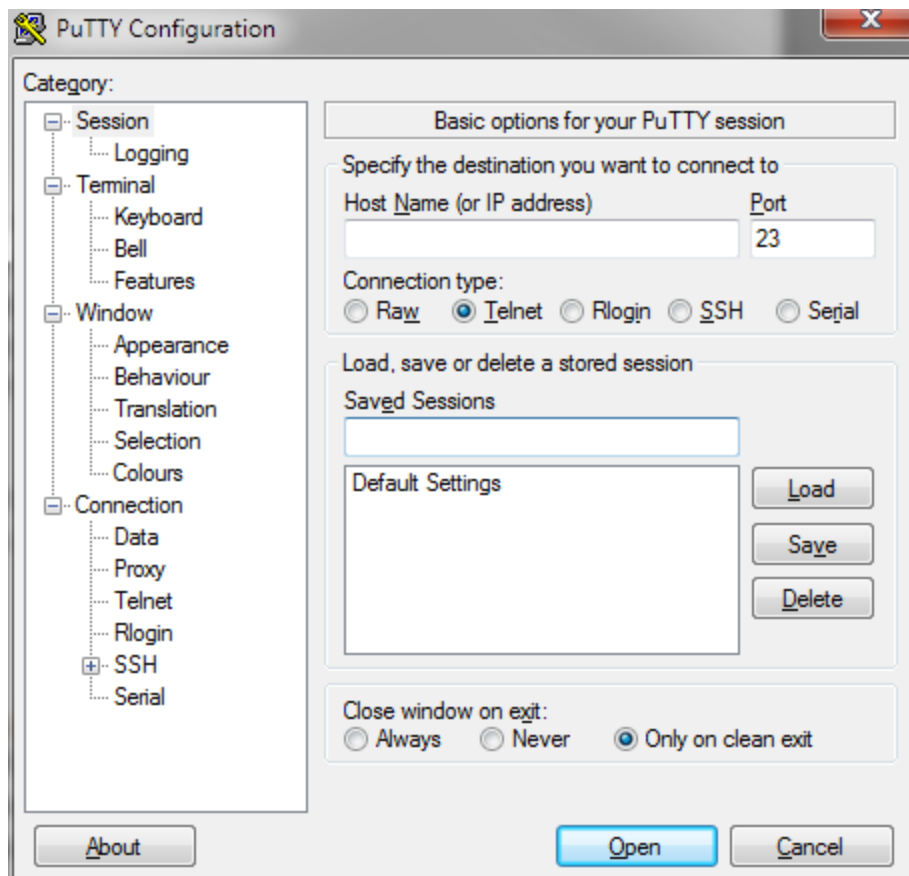 PuTTY Configuration
X
Category:
Session
Logging
Terminal
Keyboard
Bell
Features
Window
Appearance
Behaviour
Translation
Selection
Colours
Connection
Data
Proxy
Telnet
Rlogin
SSH
Serial
Basic options for your PuTTY session
Specify the destination you want to connect to
Host Name (or IP address) Port
23
Connection type:
Raw Telnet Rlogin SSH Serial
Load, save or delete a stored session
Saved Sessions
Default Settings
Load
Save
Delete
Close window on exit:
Always Never Only on clean exit
About Open Cancel